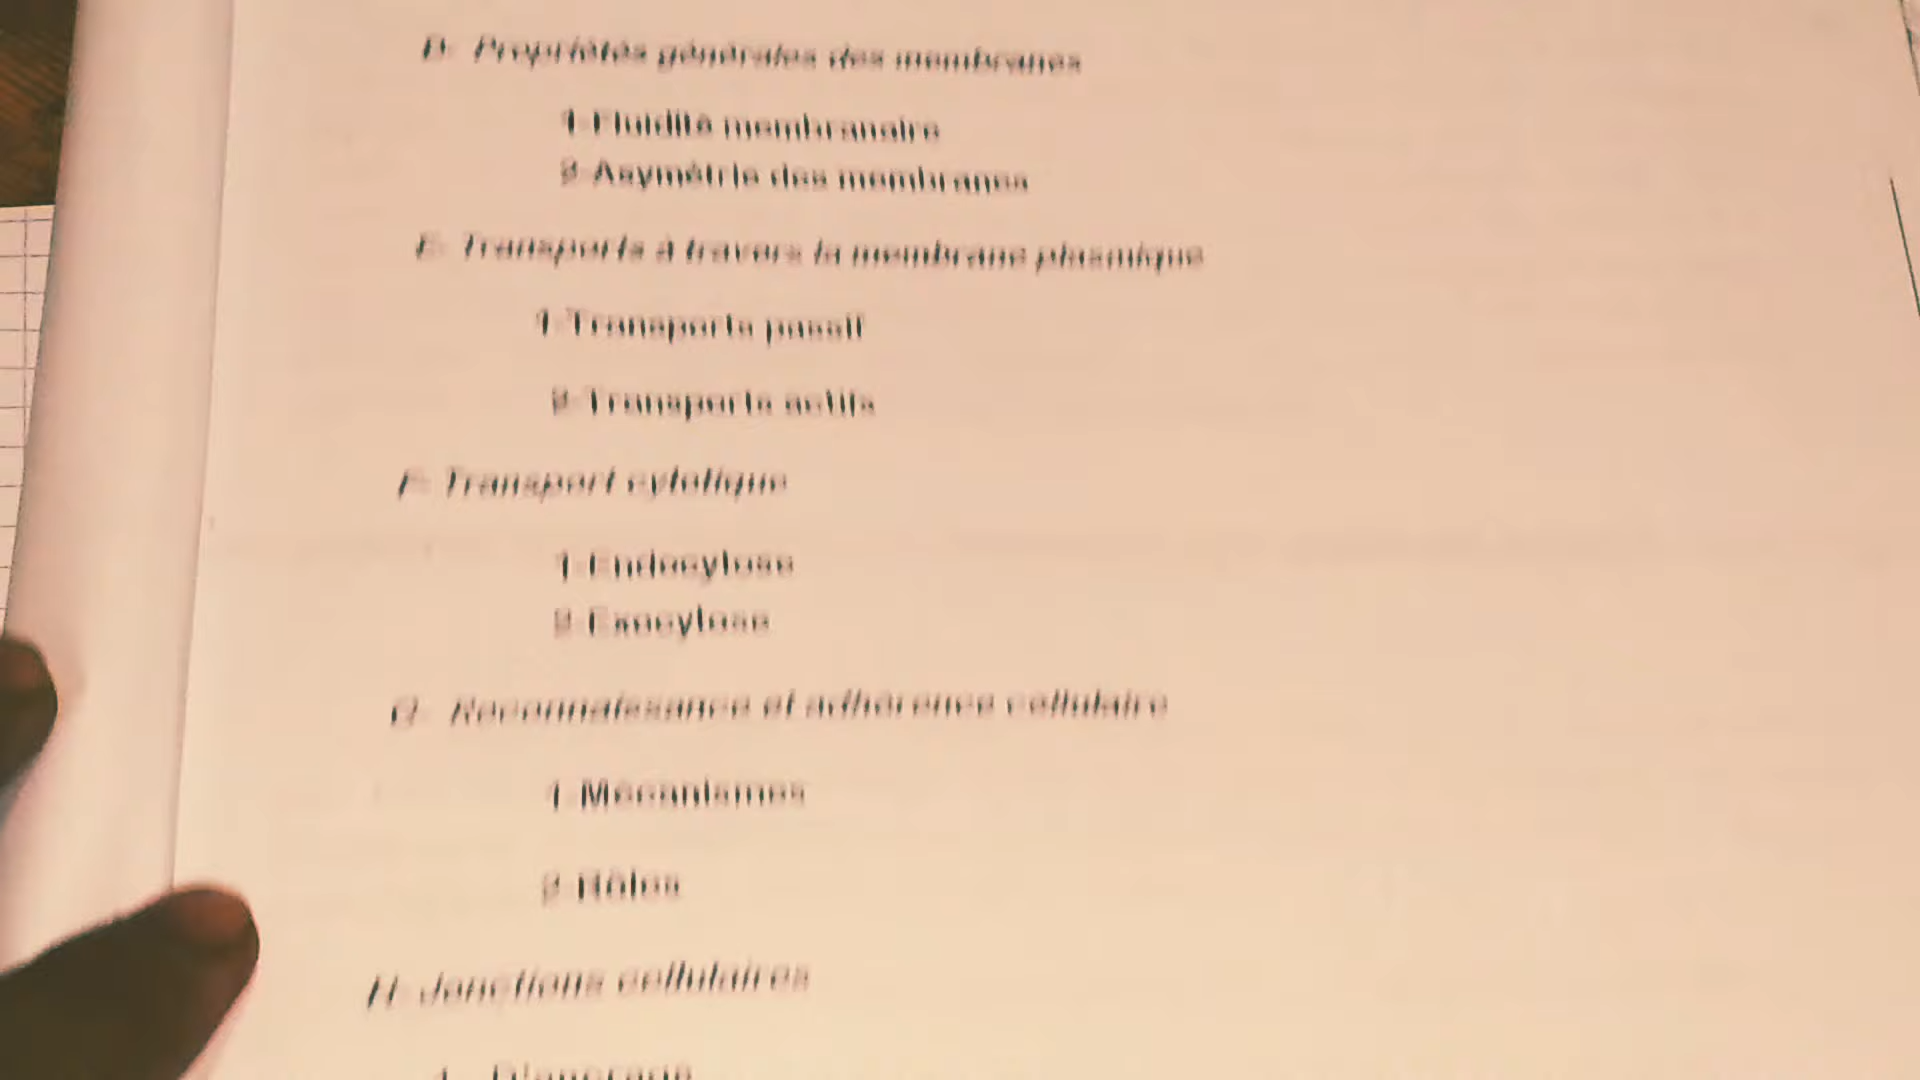 D- Propriétés générales des membranes
1-Fluidité membranaire
2-Asymétrie des membranes
E- Transports à travers la membrane plasmique
1-Transports passif
2-Transports actifs
F- Transport cytotique
1-Endocytose
2-Exocytose
G- Reconnaissance et adhérence cellulaire
1-Mécanismes
2-Rôles
H-Jonctions cellulaires